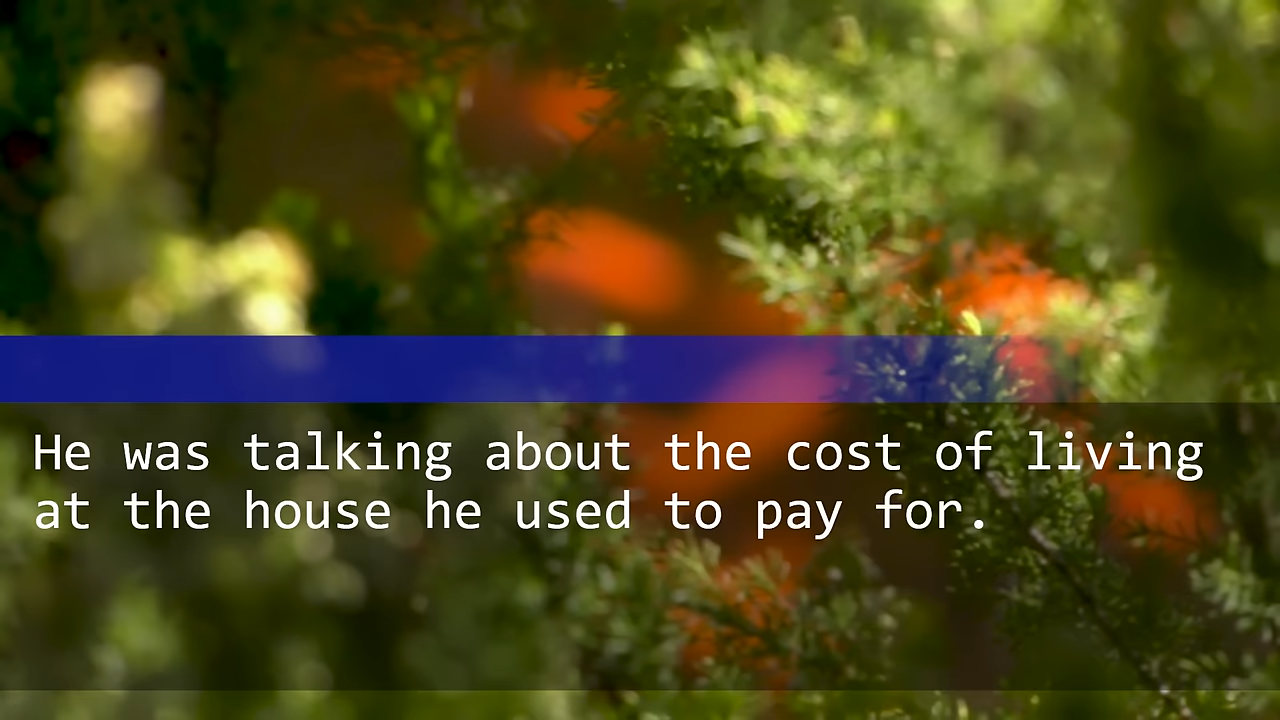 He was talking about the cost of living
at the house he used to pay for.